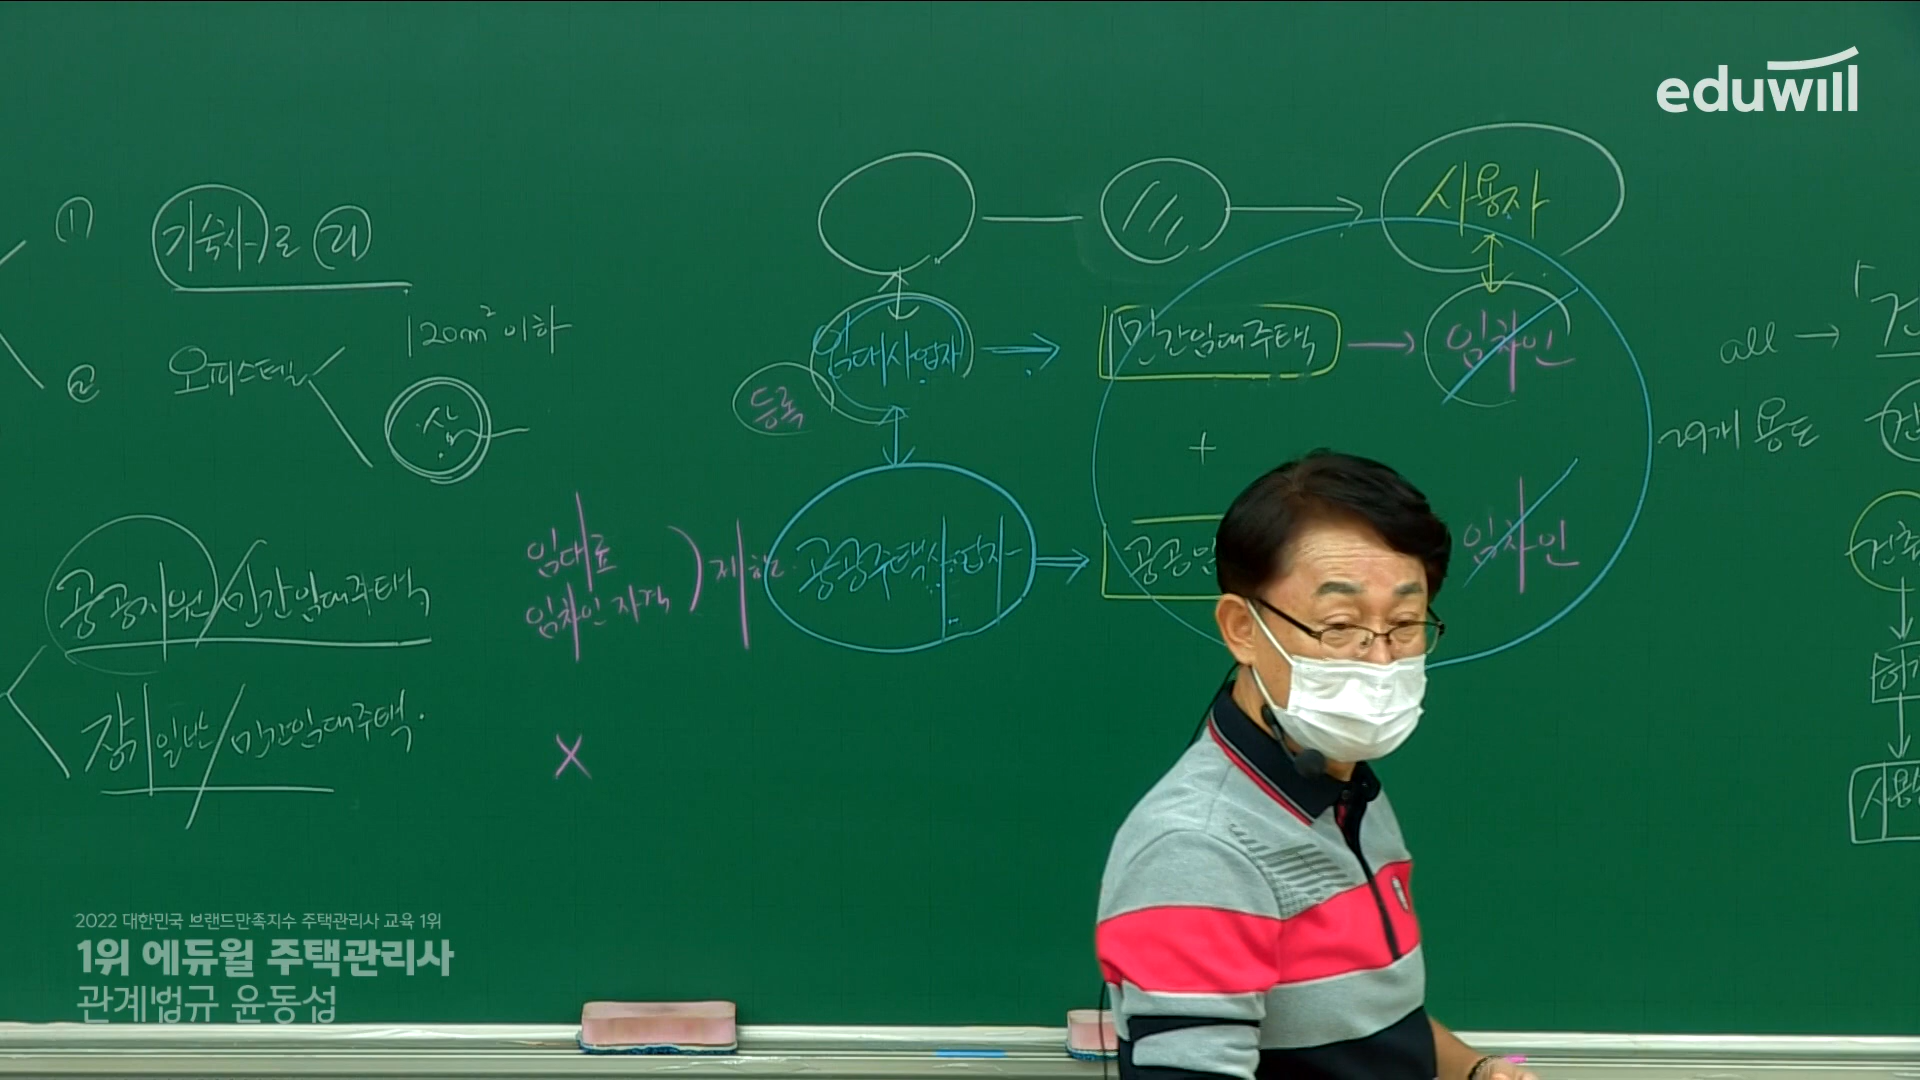 eduwill
① 기숙사로 리
② 오피스텔
120m² 이하
삶
사용자
임대사업자
민간임대주택
임차인
등록
+
공공주택사업자
임차인
임대료
임차인 자격
제한
공공지원/민간임대주택
장기일반/민간임대주택
X
all →
29개 용도
2022 대한민국 브랜드만족지수 주택관리사 교육 1위
1위 에듀윌 주택관리사
관계법규 윤동섭